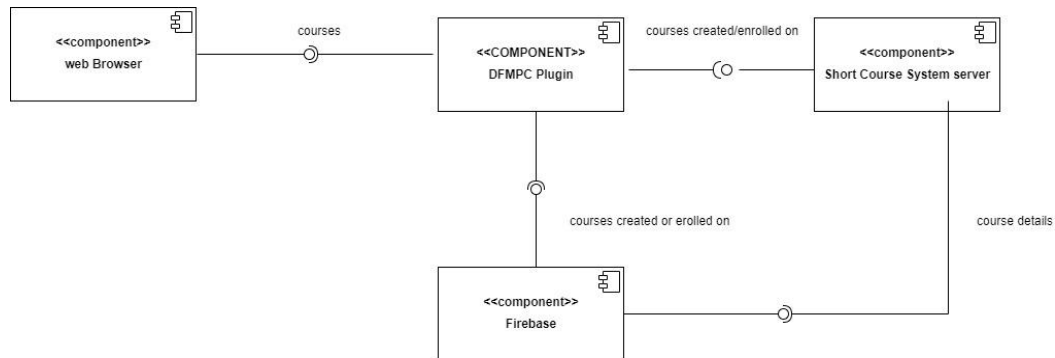 <<component>>
web Browser
courses
<<COMPONENT>>
DFMPC Plugin
courses created/enrolled on
<<component>>
Short Course System server
courses created or erolled on
course details
<<component>>
Firebase